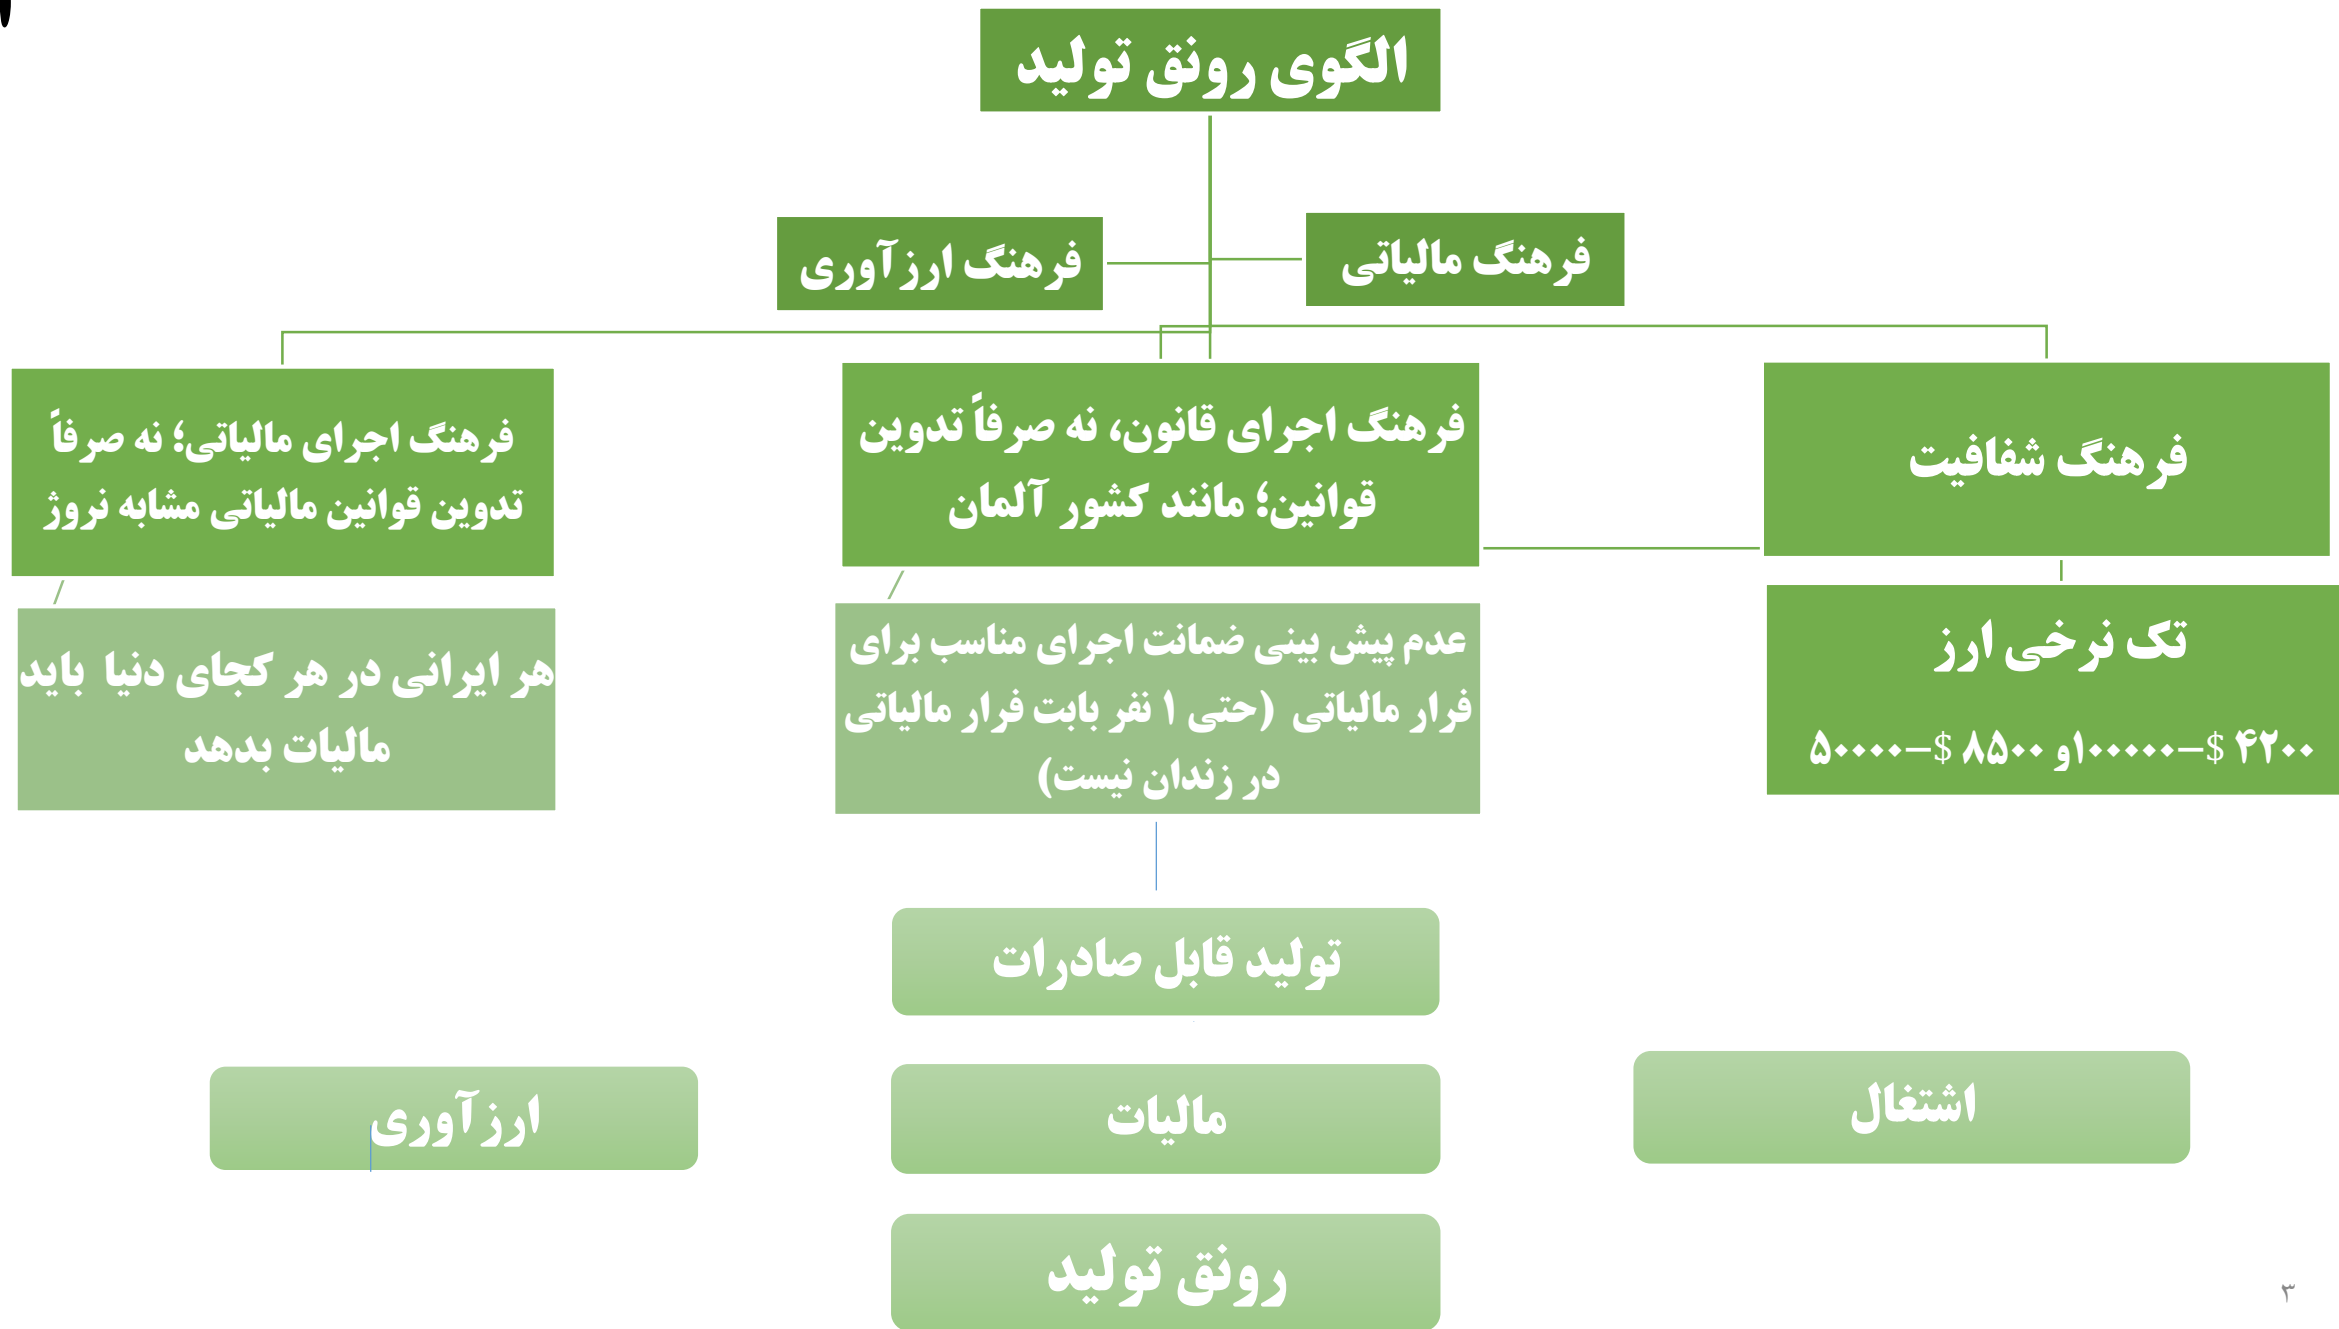 الگوی رونق تولید
فرهنگ مالیاتی
فرهنگ ارزآوری
فرهنگ شفافیت
فرهنگ اجرای قانون، نه صرفاً تدوین
قوانین؛ مانند کشور آلمان
فرهنگ اجرای مالیاتی؛ نه صرفاً
تدوین قوانین مالیاتی مشابه نروژ
تک نرخی ارز
۴۲۰۰ $–۱۰۰۰۰۰و ۸۵۰۰ $–۵۰۰۰۰
عدم پیش بینی ضمانت اجرای مناسب برای
فرار مالیاتی (حتی ۱ نفر بابت فرار مالیاتی
در زندان نیست)
هر ایرانی در هر کجای دنیا باید
مالیات بدهد
تولید قابل صادرات
اشتغال
مالیات
ارزآوری
رونق تولید
۳